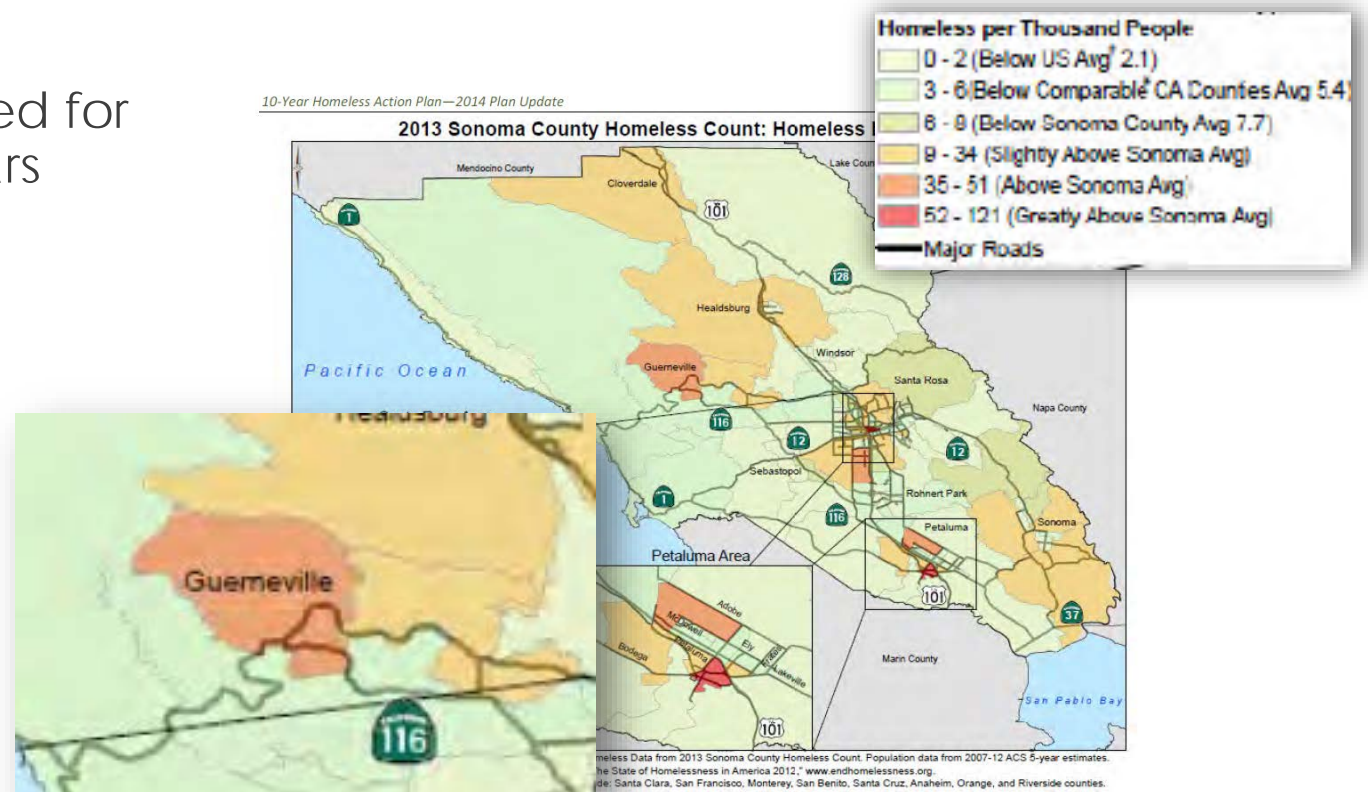 ed for
rs
10-Year Homeless Action Plan—2014 Plan Update
2013 Sonoma County Homeless Count: Homeless
Homeless per Thousand People
0 - 2 (Below US Avg† 2.1)
3 - 6 (Below Comparable‡ CA Counties Avg 5.4)
6 - 8 (Below Sonoma County Avg 7.7)
9 - 34 (Slightly Above Sonoma Avg)
35 - 51 (Above Sonoma Avg)
52 - 121 (Greatly Above Sonoma Avg)
Major Roads
Mendocino County
Lake Coun
Cloverdale
1
101
128
Healdsburg
Windsor
Guerneville
Santa Rosa
Pacific Ocean
Napa County
116
12
12
Sebastopol
Rohnert Park
1
116
Petaluma
Sonoma
101
37
Marin County
San Pablo Bay
Petaluma Area
Adobe
McDowell
Ely
Petaluma
Bodega
Lakeville
101
Healdsburg
Guerneville
CALIFORNIA
116
meless Data from 2013 Sonoma County Homeless Count. Population data from 2007-12 ACS 5-year estimates.
he State of Homelessness in America 2012," www.endhomelessness.org.
de: Santa Clara, San Francisco, Monterey, San Benito, Santa Cruz, Anaheim, Orange, and Riverside counties.